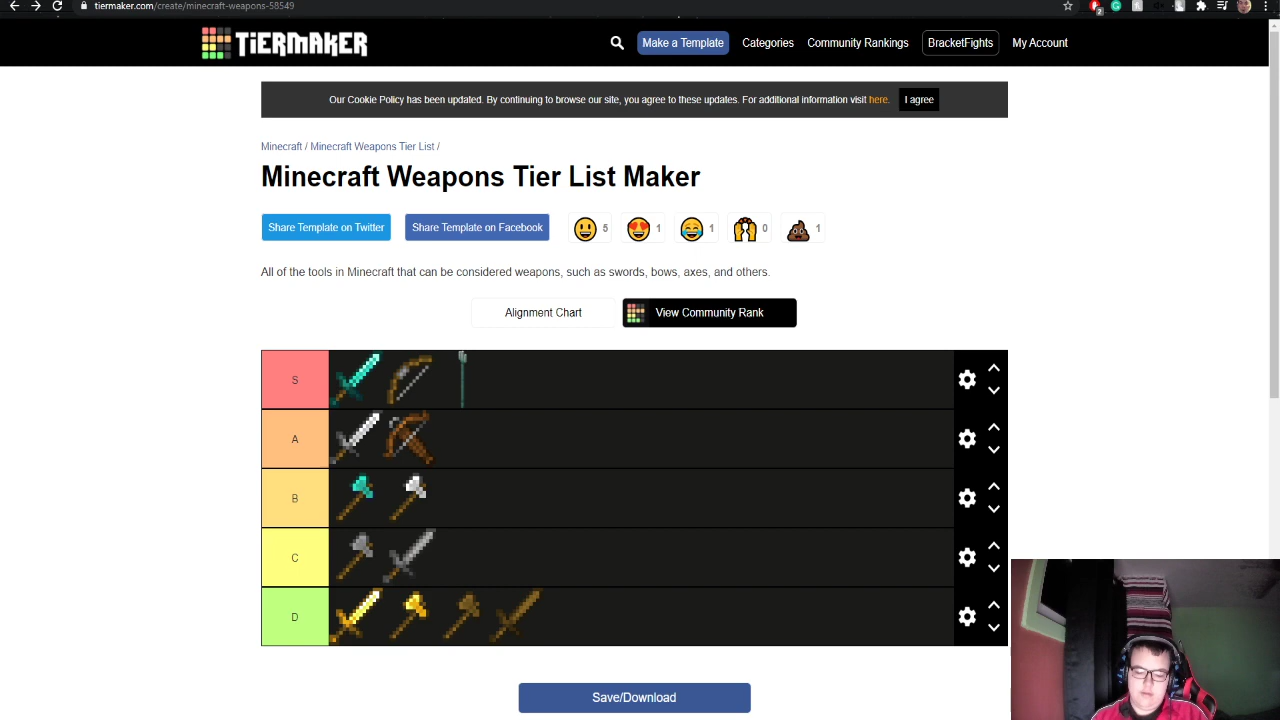 tiermaker.com/create/minecraft-weapons-58549
2
TiERMAKER
Make a Template
Categories
Community Rankings
BracketFights
My Account
Our Cookie Policy has been updated. By continuing to browse our site, you agree to these updates. For additional information visit here.
I agree
Minecraft / Minecraft Weapons Tier List /
Minecraft Weapons Tier List Maker
Share Template on Twitter
Share Template on Facebook
5
1
1
0
1
All of the tools in Minecraft that can be considered weapons, such as swords, bows, axes, and others.
Alignment Chart
View Community Rank
S
A
B
C
D
Save/Download